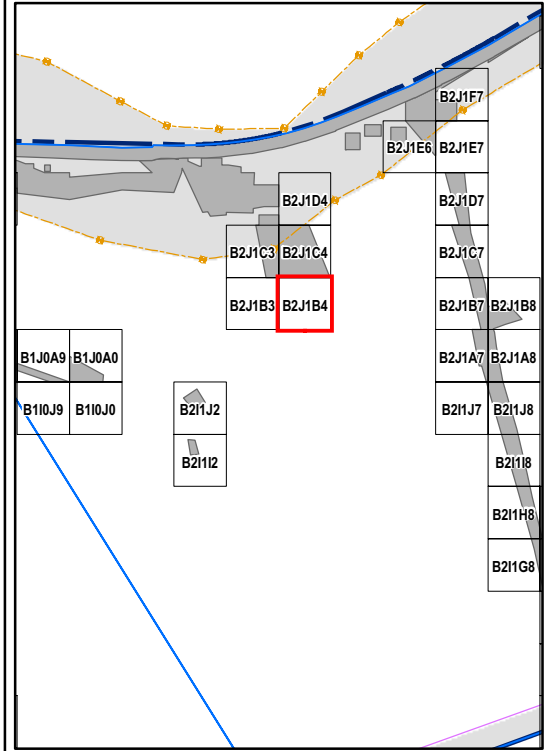 B2J1F7
B2J1E6 B2J1E7
B2J1D4 B2J1D7
B2J1C3 B2J1C4 B2J1C7
B2J1B3 B2J1B4 B2J1B7 B2J1B8
B1J0A9 B1J0A0 B2J1A7 B2J1A8
B1I0J9 B1I0J0 B2I1J2 B2I1J7 B2I1J8
B2I1I2 B2I1I8
B2I1H8
B2I1G8